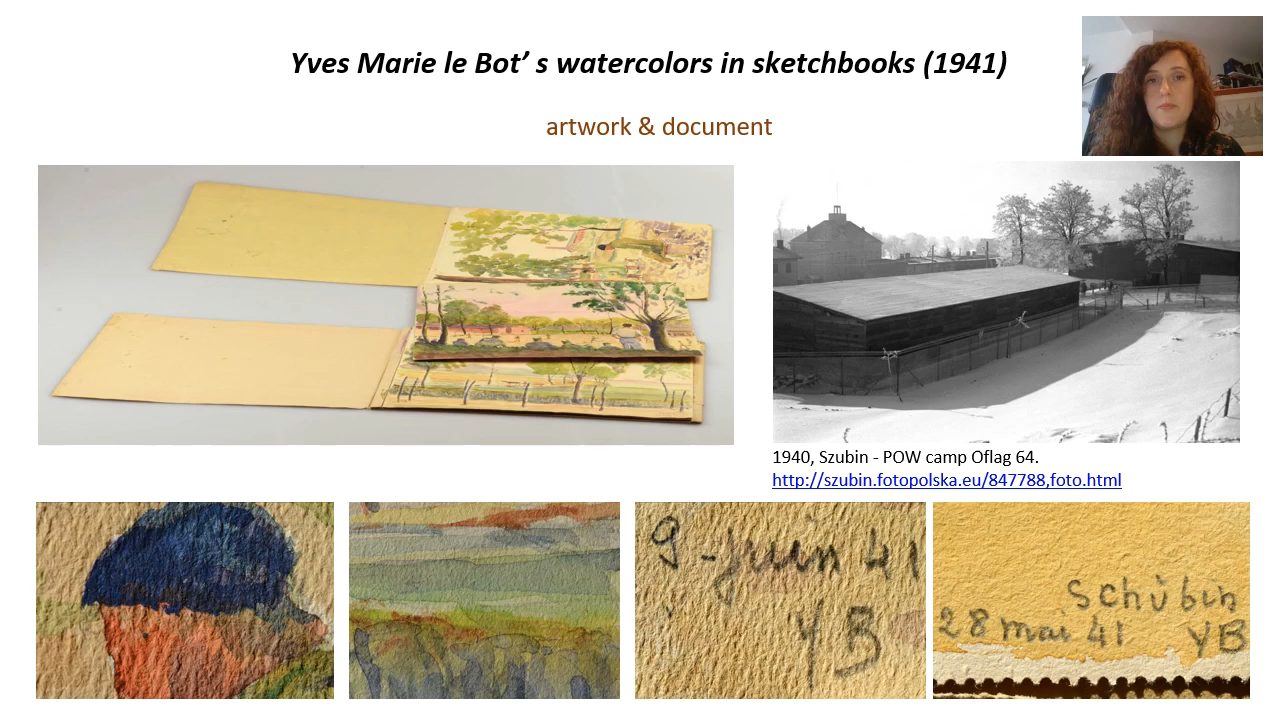 Yves Marie le Bot’ s watercolors in sketchbooks (1941)
artwork & document
1940, Szubin - POW camp Oflag 64.
http://szubin.fotopolska.eu/847788,foto.html
9-juin 41
YB
Schübin
28 mai 41 YB